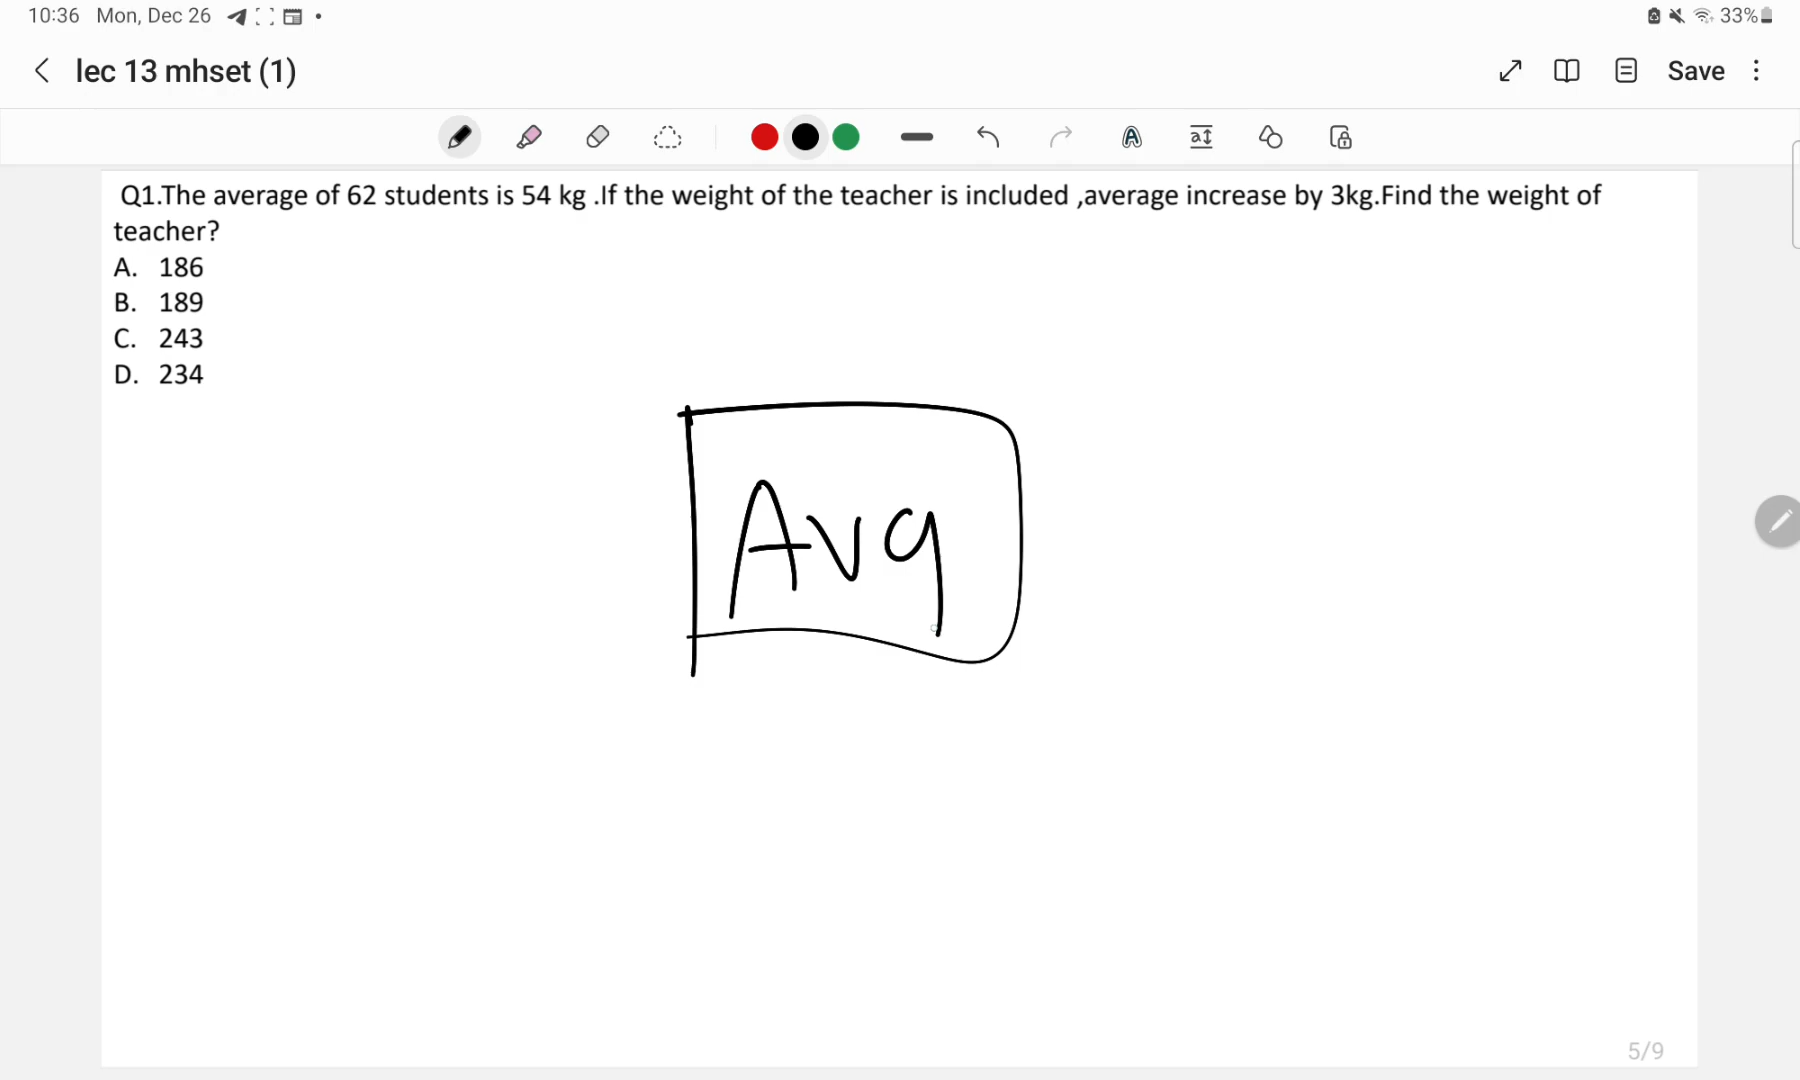 10:36 Mon, Dec 26
33%
lec 13 mhset (1)
Save
Q1.The average of 62 students is 54 kg .If the weight of the teacher is included ,average increase by 3kg.Find the weight of
teacher?
A. 186
B. 189
C. 243
D. 234
Avg
5/9